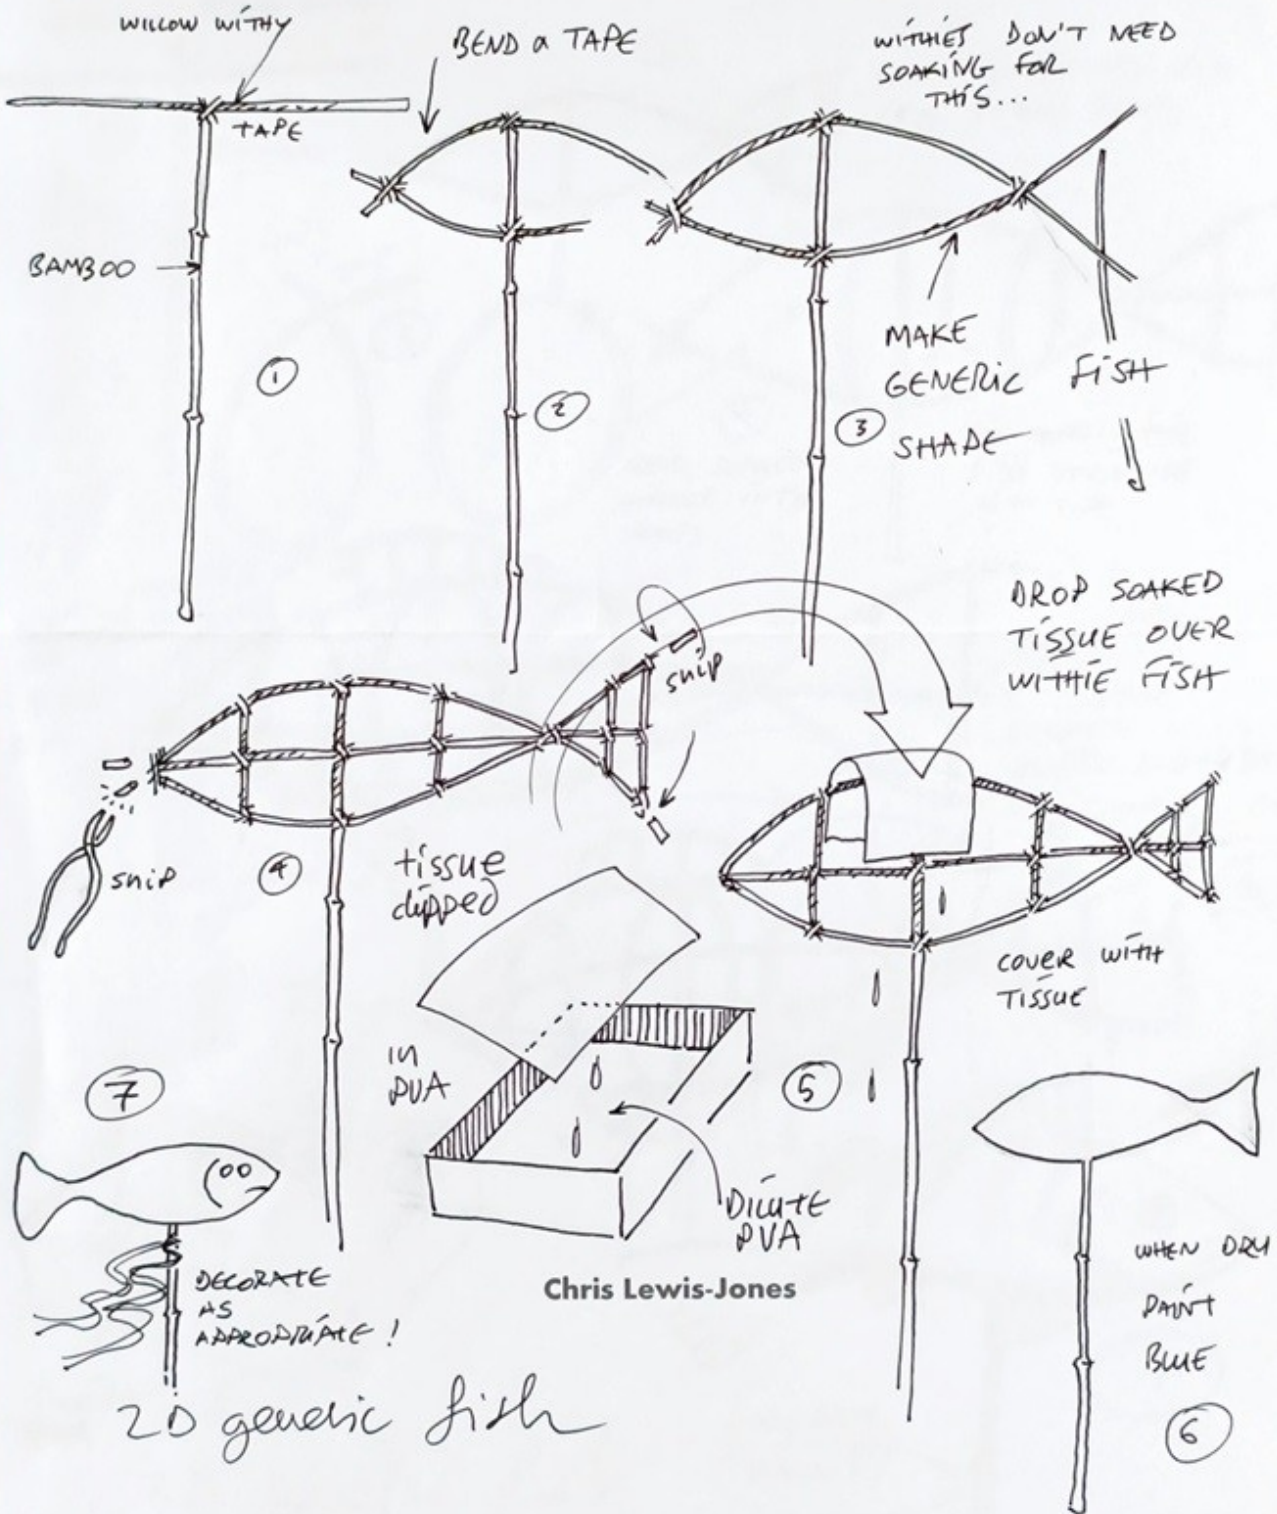 WILLOW WITHY
TAPE
BAMBOO
1
BEND & TAPE
2
WITHIES DON'T NEED
SOAKING FOR
THIS...
MAKE
GENERIC FISH
SHAPE
3
snip
snip
4
DROP SOAKED
TISSUE OVER
WITHIE FISH
tissue
dipped
in
PVA
DILUTE
PVA
COVER WITH
TISSUE
5
WHEN DRY
PAINT
BLUE
6
7
DECORATE
AS
APPROPRIATE!
Chris Lewis-Jones
2D generic fish